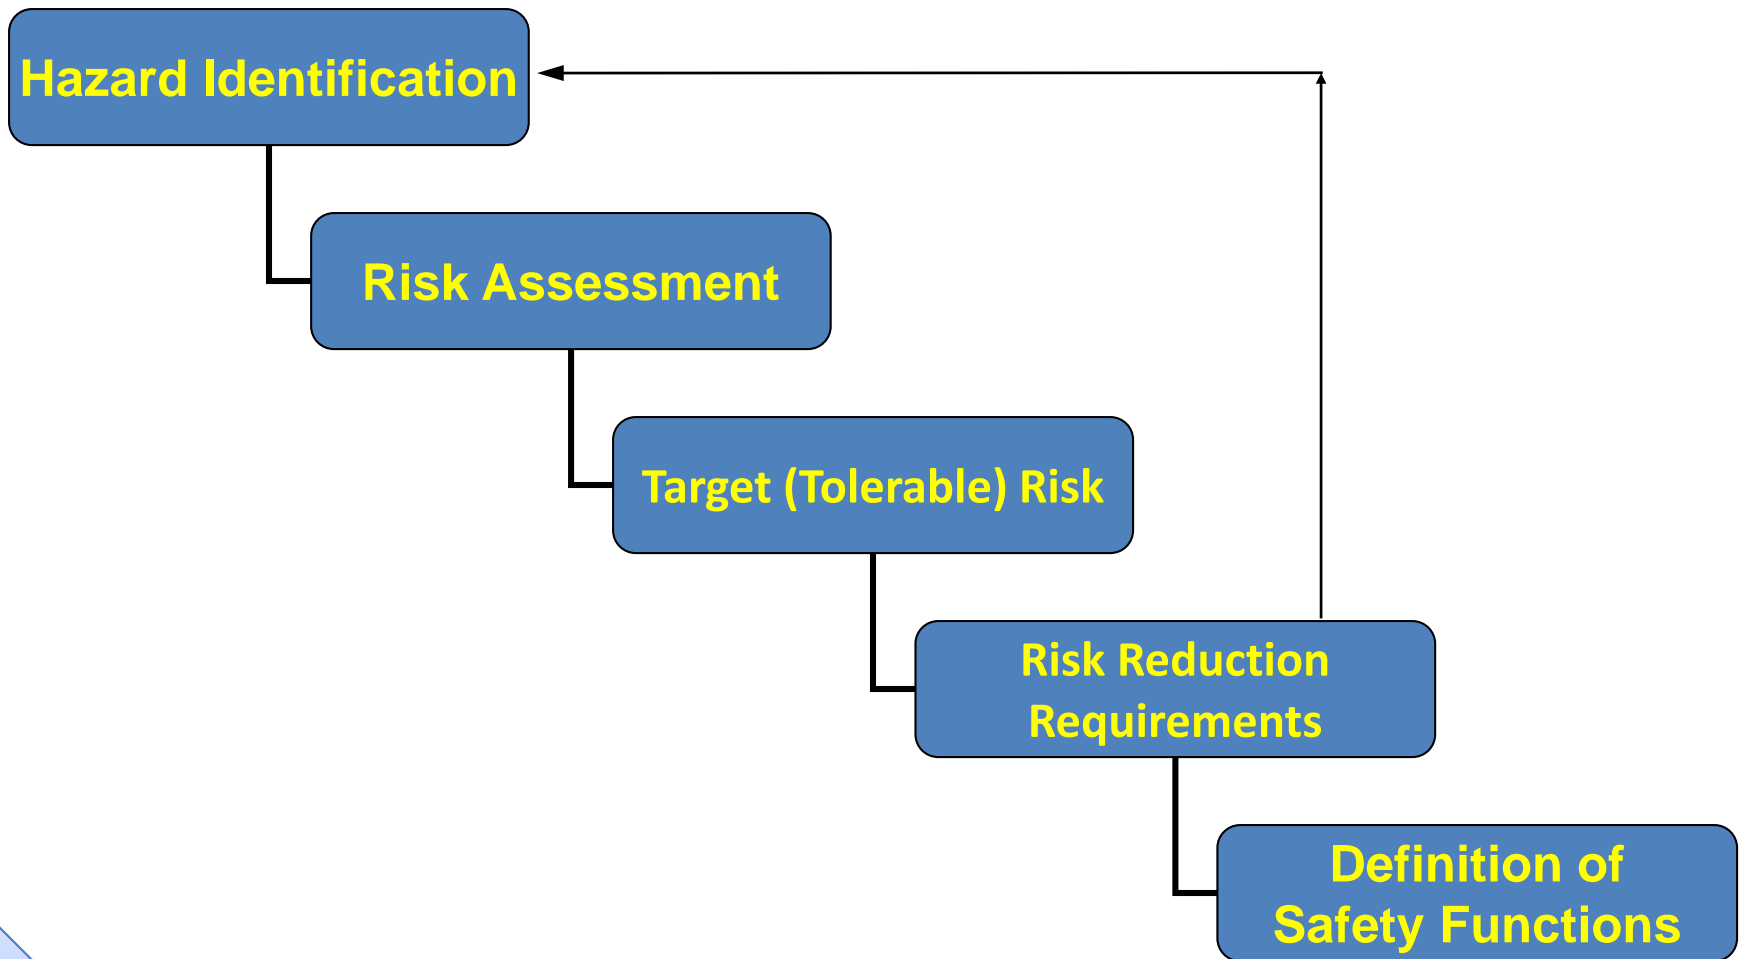 Hazard Identification
Risk Assessment
Target (Tolerable) Risk
Risk Reduction
Requirements
Definition of
Safety Functions